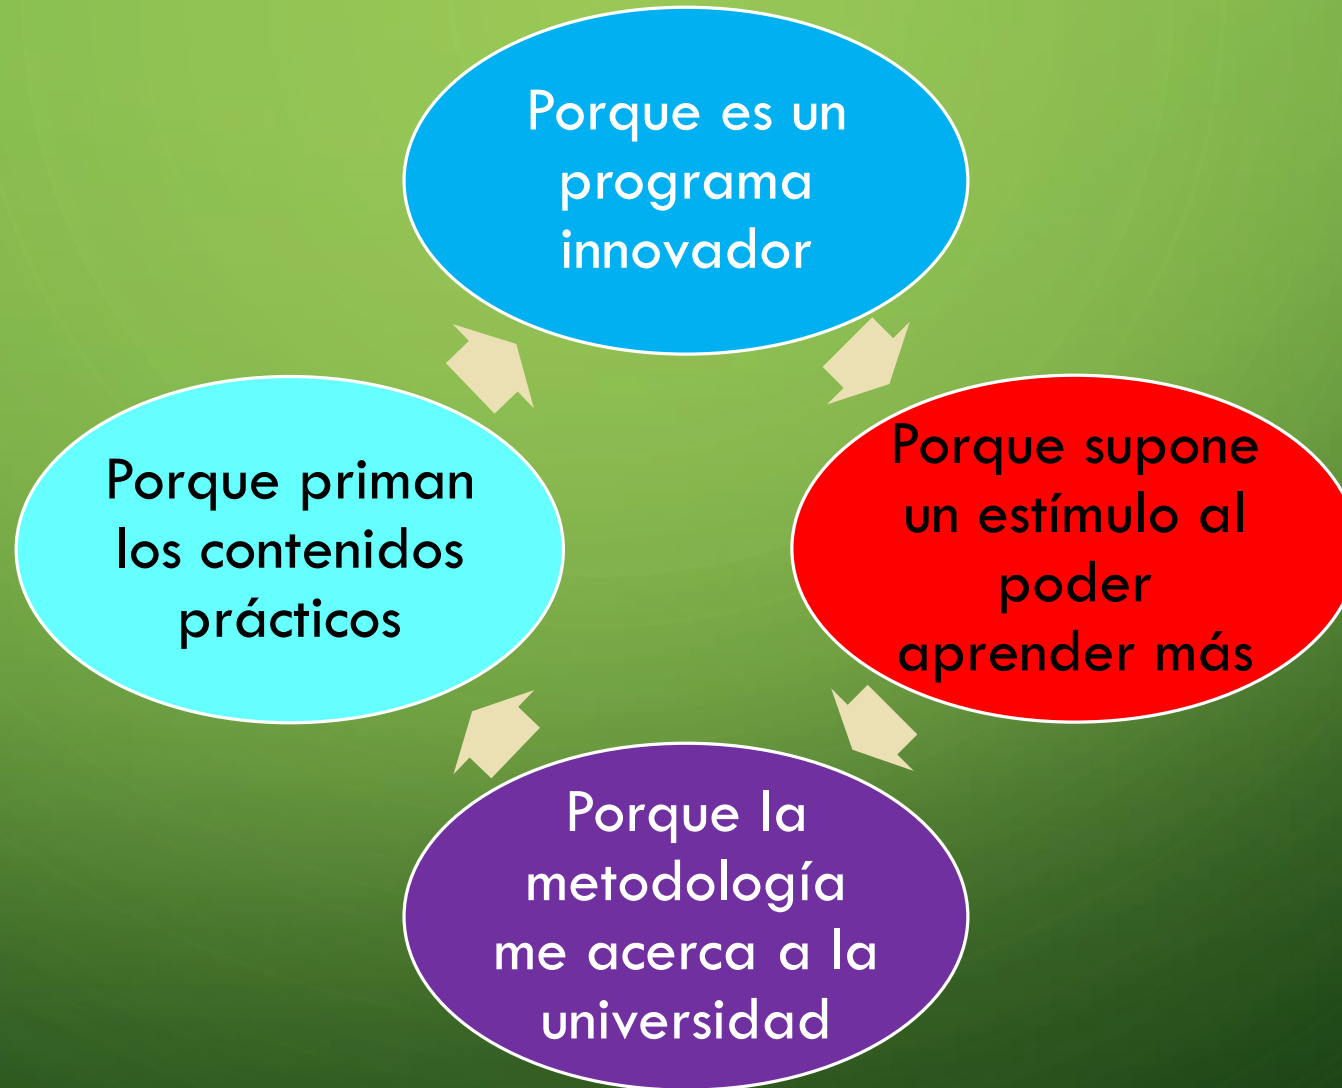 Porque es un
programa
innovador
Porque supone
un estímulo al
poder
aprender más
Porque la
metodología
me acerca a la
universidad
Porque priman
los contenidos
prácticos